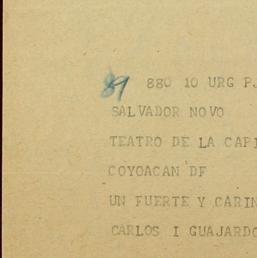 89 880 10 URG P.
SALVADOR NOVO
TEATRO DE LA CAPI
COYOACAN DF
UN FUERTE Y CARIN
CARLOS I GUAJARDO